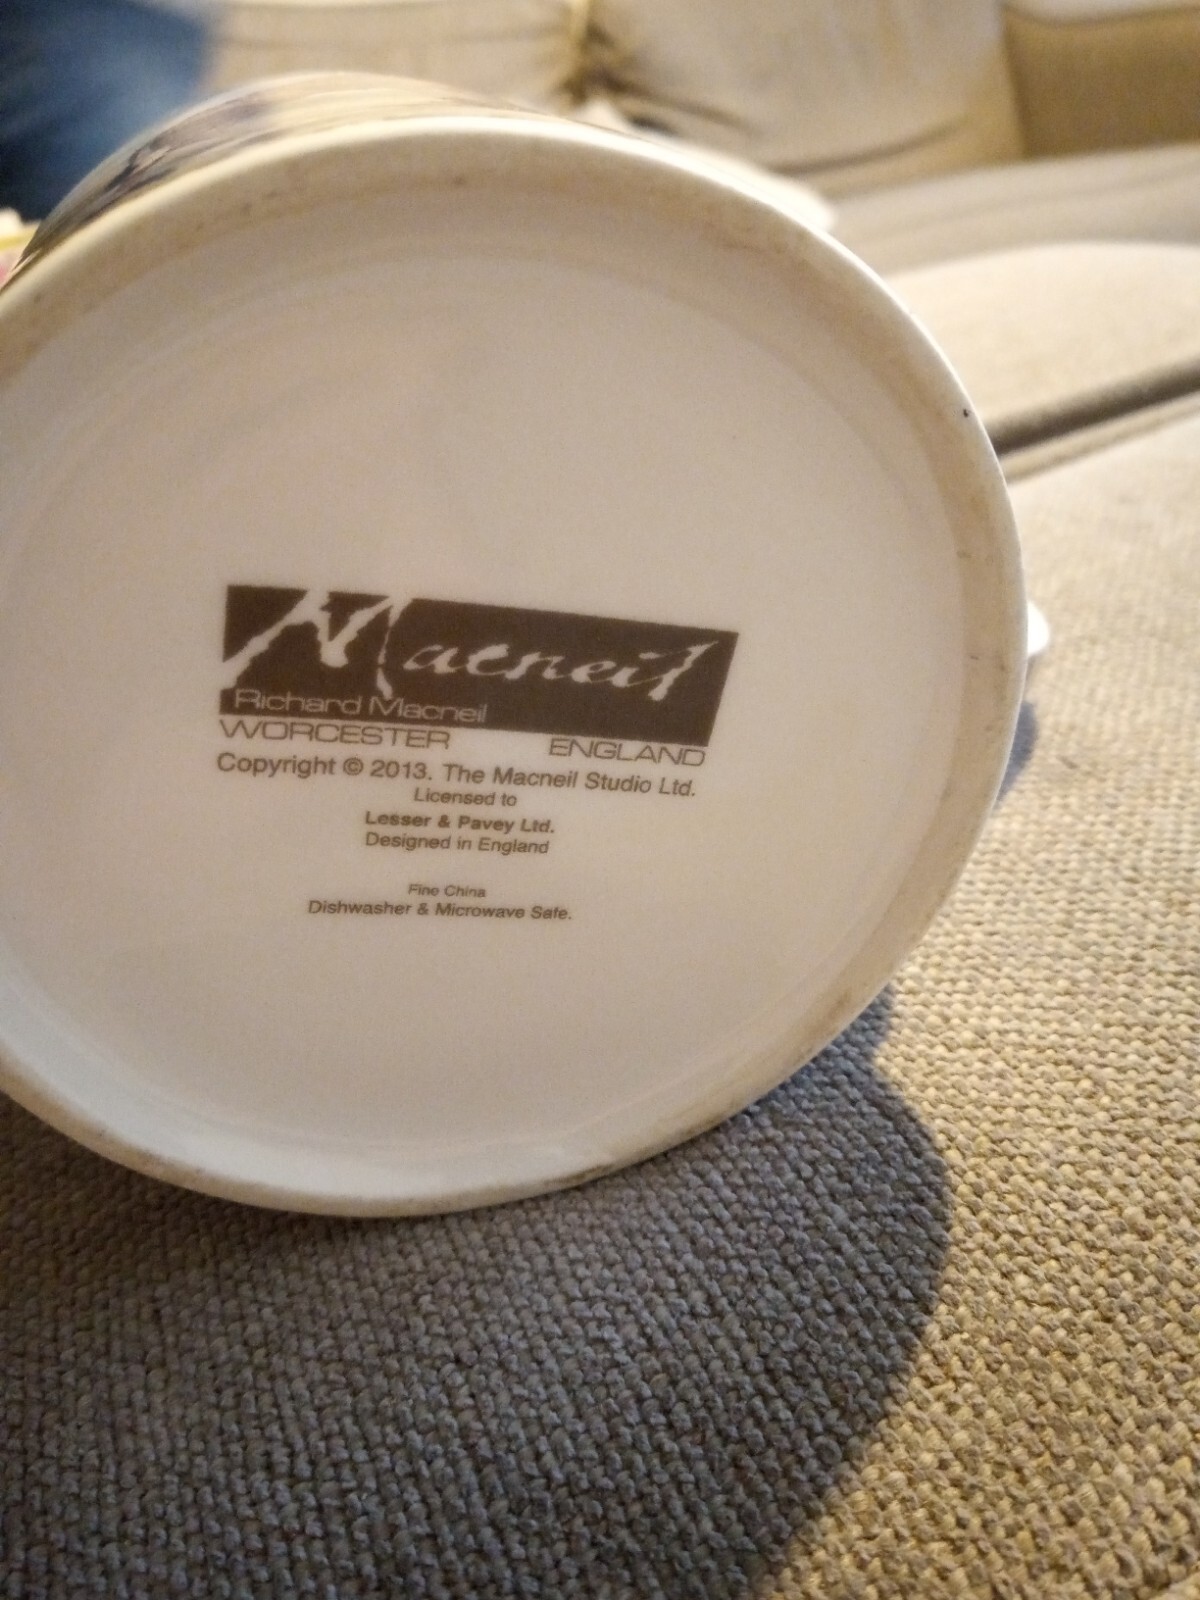 Macneil
Richard Macneil
WORCESTER ENGLAND
Copyright © 2013. The Macneil Studio Ltd.
Licensed to
Lesser & Pavey Ltd.
Designed in England
Fine China
Dishwasher & Microwave Safe.